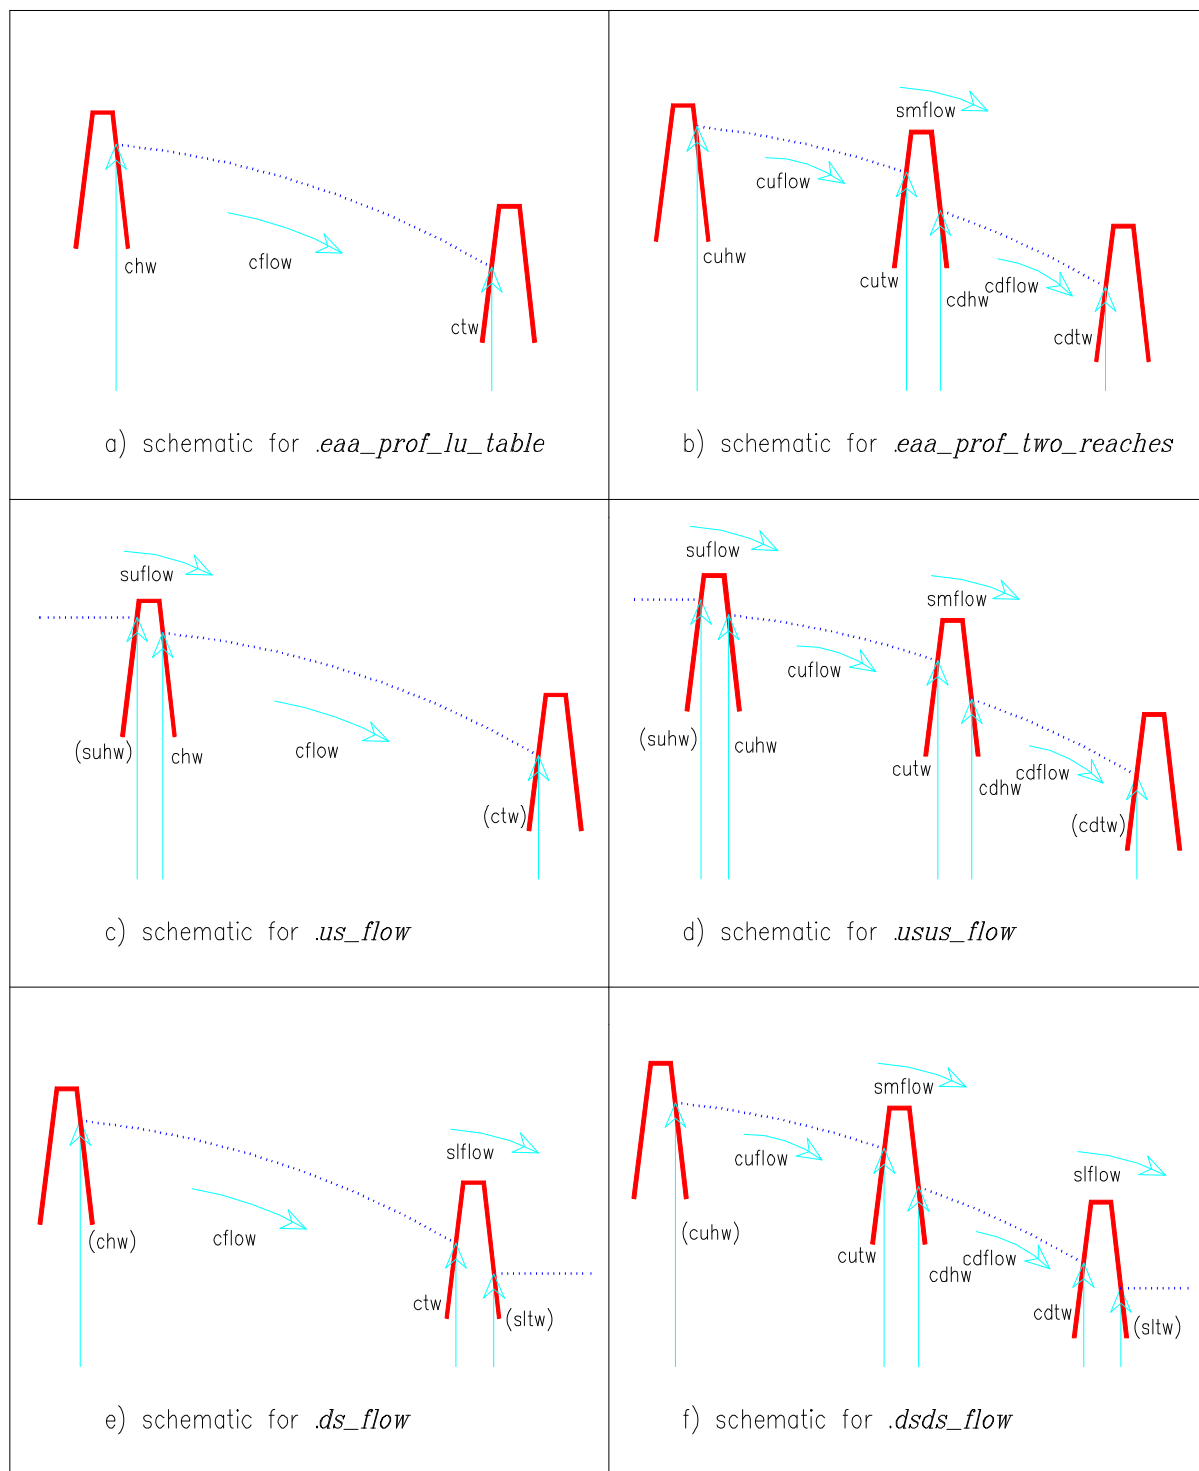 chw
cflow
ctw
a) schematic for .eaa_prof_lu_table
smflow
cuflow
cuhw
cutw
cdhw
cdflow
cdtw
b) schematic for .eaa_prof_two_reaches
suflow
(suhw)
chw
cflow
(ctw)
c) schematic for .us_flow
suflow
smflow
cuflow
(suhw)
cuhw
cutw
cdhw
cdflow
(cdtw)
d) schematic for .usus_flow
slflow
(chw)
cflow
ctw
(sltw)
e) schematic for .ds_flow
smflow
cuflow
slflow
(cuhw)
cutw
cdhw
cdflow
cdtw
(sltw)
f) schematic for .dsds_flow